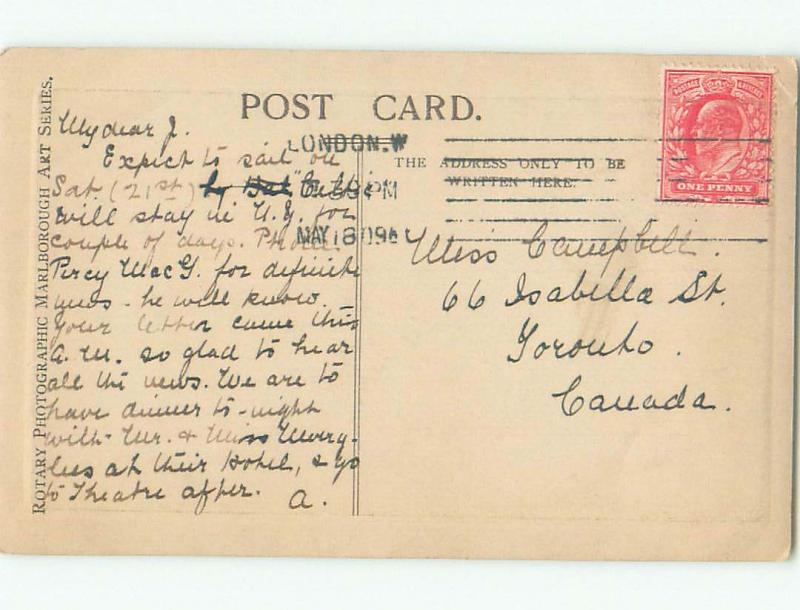 POST CARD.
ROTARY PHOTOGRAPHIC MARLBOROUGH ART SERIES.
THE ADDRESS ONLY TO BE
WRITTEN HERE.
LONDON.W
PM
MAY 18 09
POSTAGE
ONE PENNY
My dear J.
Expect to sail on
Sat (21st) by
will stay in N.Y. for
couple of days. Phone
Percy MacG. for definite
news - he will know.
Your letter came this
a.m. so glad to hear
all the news. We are to
have dinner to-night
with Mr. & Miss
at their Hotel, & go
to Theatre after.
a.
Miss Campbell.
66 Isabella St.
Toronto.
Canada.